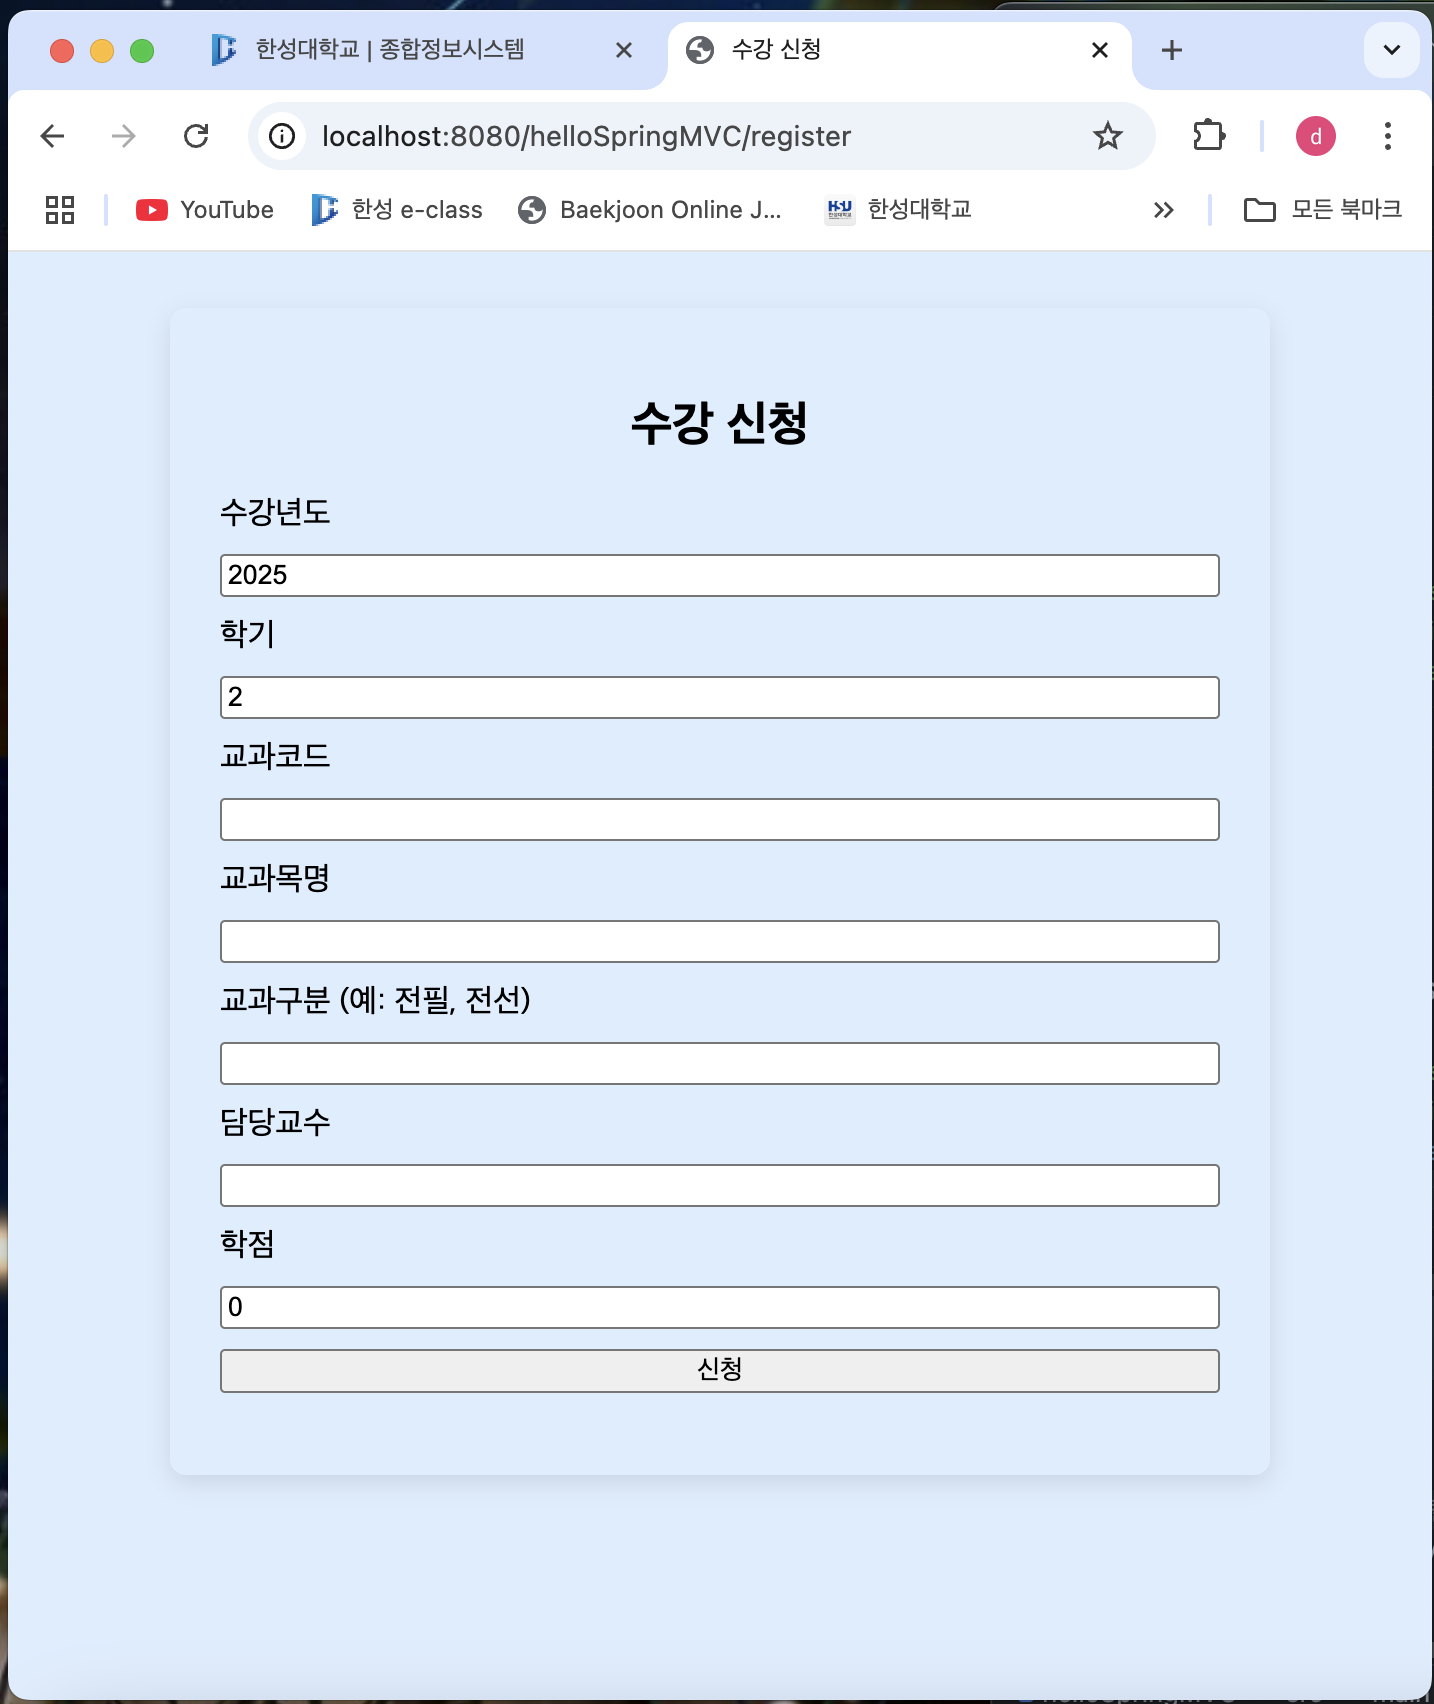 한성대학교 | 종합정보시스템
수강 신청
localhost:8080/helloSpringMVC/register
d
YouTube
한성 e-class
Baekjoon Online J...
HSU
한성대학교
모든 북마크
수강 신청
수강년도
2025
학기
2
교과코드
교과목명
교과구분 (예: 전필, 전선)
담당교수
학점
0
신청